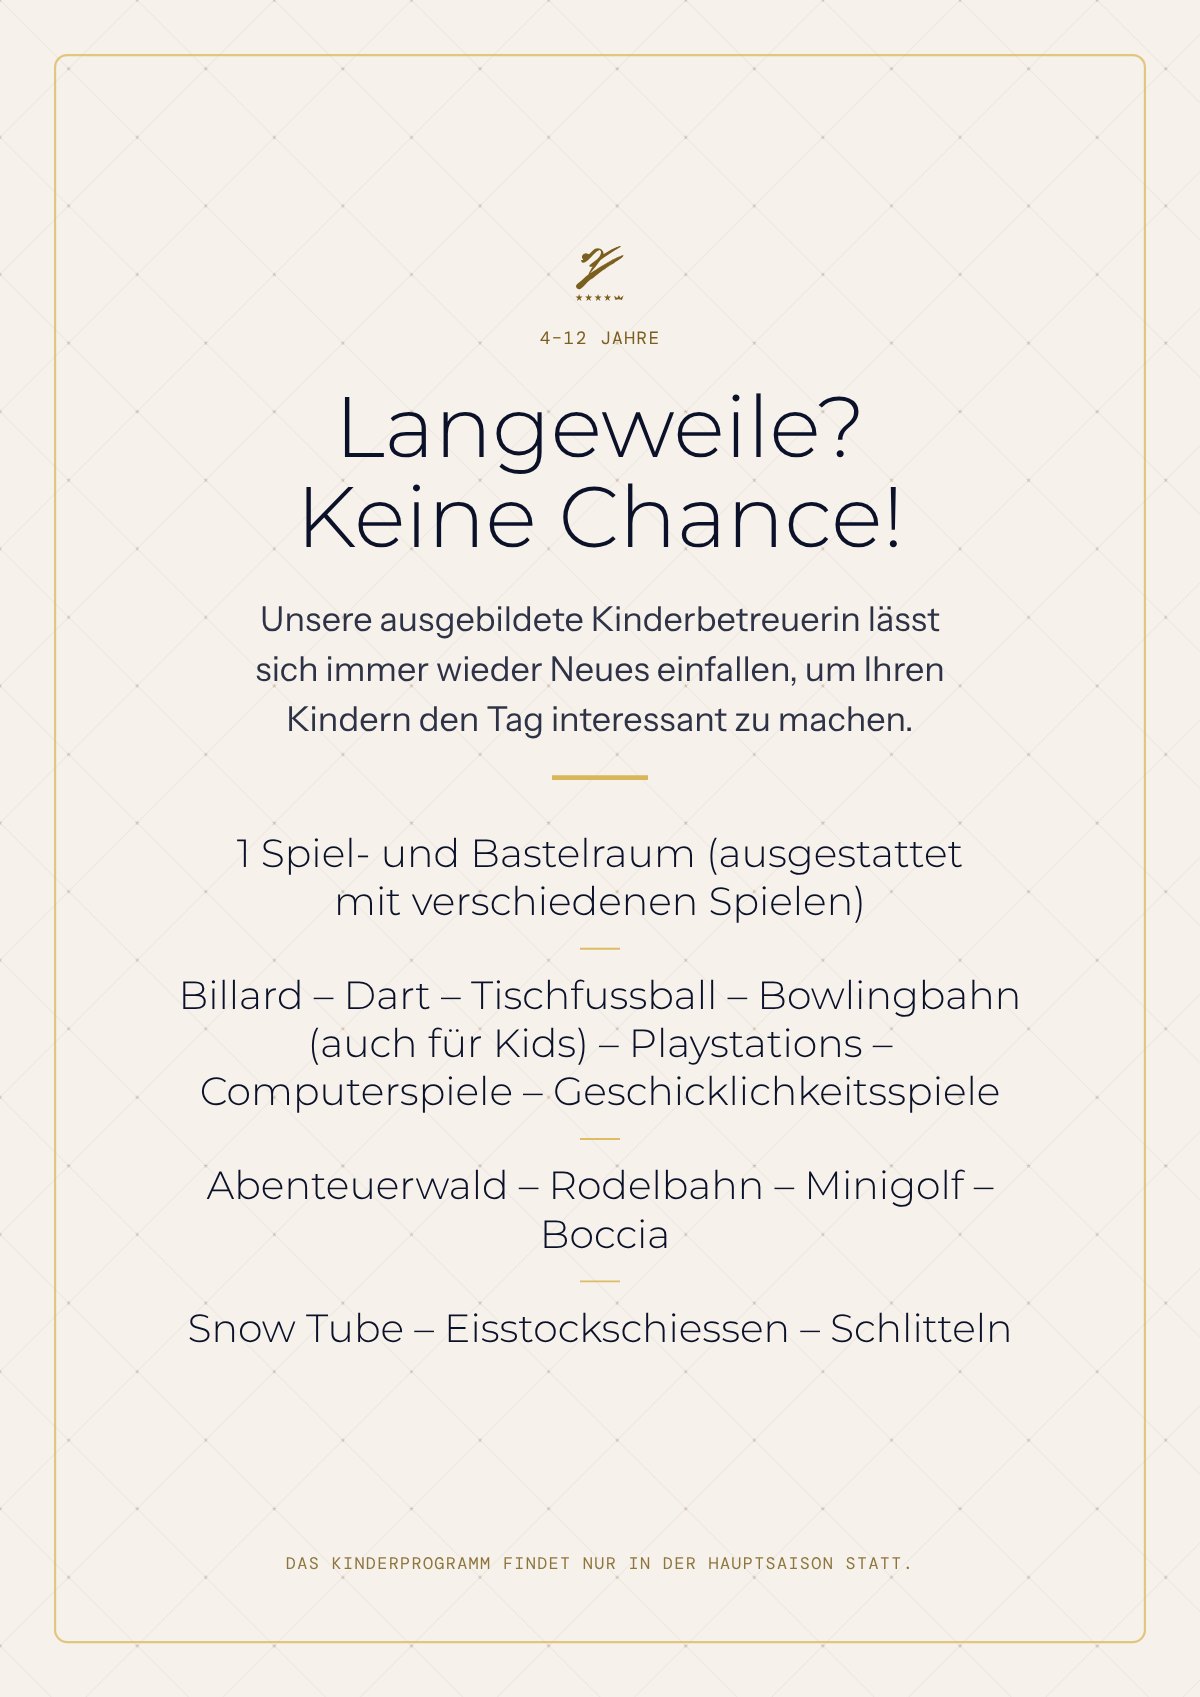 4–12 JAHRE
Langeweile?
Keine Chance!
Unsere ausgebildete Kinderbetreuerin lässt
sich immer wieder Neues einfallen, um Ihren
Kindern den Tag interessant zu machen.
1 Spiel- und Bastelraum (ausgestattet
mit verschiedenen Spielen)
Billard – Dart – Tischfussball – Bowlingbahn
(auch für Kids) – Playstations –
Computerspiele – Geschicklichkeitsspiele
Abenteuerwald – Rodelbahn – Minigolf –
Boccia
Snow Tube – Eisstockschiessen – Schlitteln
DAS KINDERPROGRAMM FINDET NUR IN DER HAUPTSAISON STATT.